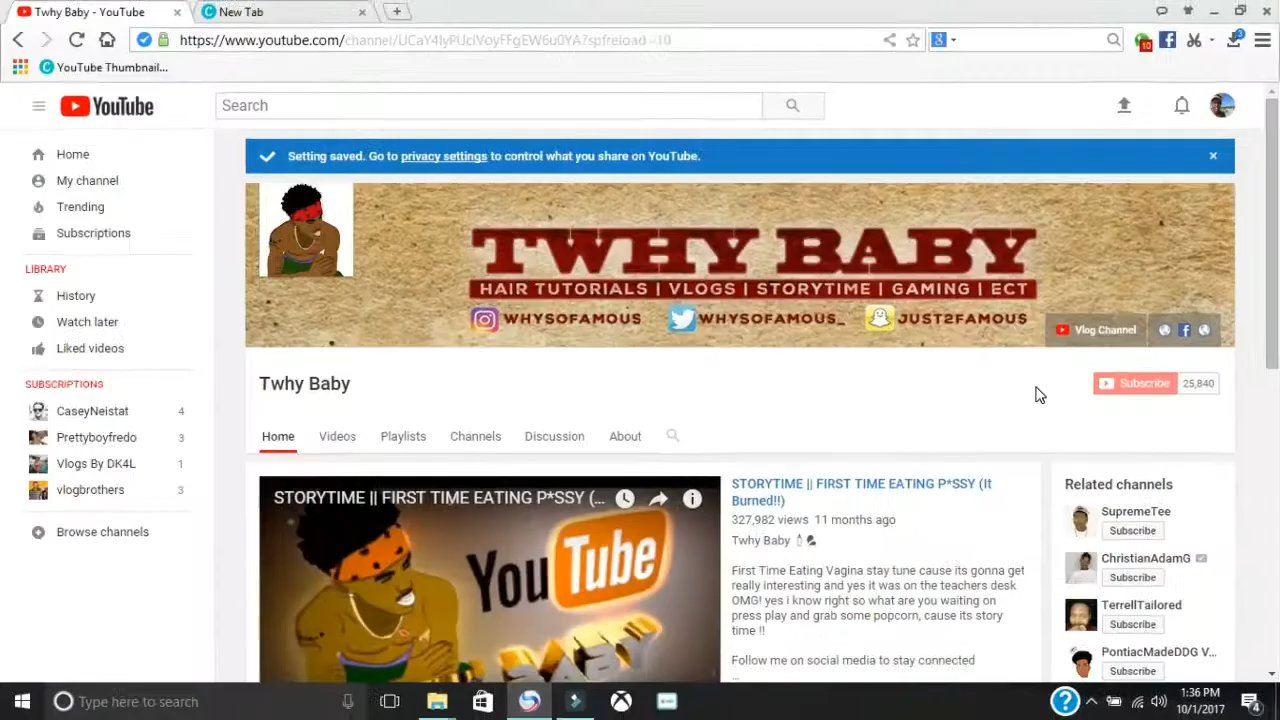 Twhy Baby - YouTube
New Tab
https://www.youtube.com/channel/UCaY4IyPUciVoyFFgEW6u0YA?spfreload=10
YouTube Thumbnail...
10
3
YouTube
Search
Home
My channel
Trending
Subscriptions
LIBRARY
History
Watch later
Liked videos
SUBSCRIPTIONS
CaseyNeistat 4
Prettyboyfredo 3
Vlogs By DK4L 1
vlogbrothers 3
Browse channels
Setting saved. Go to privacy settings to control what you share on YouTube.
TWHY BABY
HAIR TUTORIALS | VLOGS | STORYTIME | GAMING | ECT
WHYSOFAMOUS WHYSOFAMOUS_ JUST2FAMOUS
Vlog Channel
Twhy Baby
Subscribe 25,840
Home Videos Playlists Channels Discussion About
STORYTIME || FIRST TIME EATING P*SSY (...
YouTube
BABY
STORYTIME || FIRST TIME EATING P*SSY (It
Burned!!)
327,982 views 11 months ago
Twhy Baby
First Time Eating Vagina stay tune cause its gonna get
really interesting and yes it was on the teachers desk
OMG! yes i know right so what are you waiting on
press play and grab some popcorn, cause its story
time !!
Follow me on social media to stay connected
...
Related channels
SupremeTee
Subscribe
ChristianAdamG
Subscribe
TerrellTailored
Subscribe
PontiacMadeDDG V...
Subscribe
Type here to search
1:36 PM
10/1/2017
4